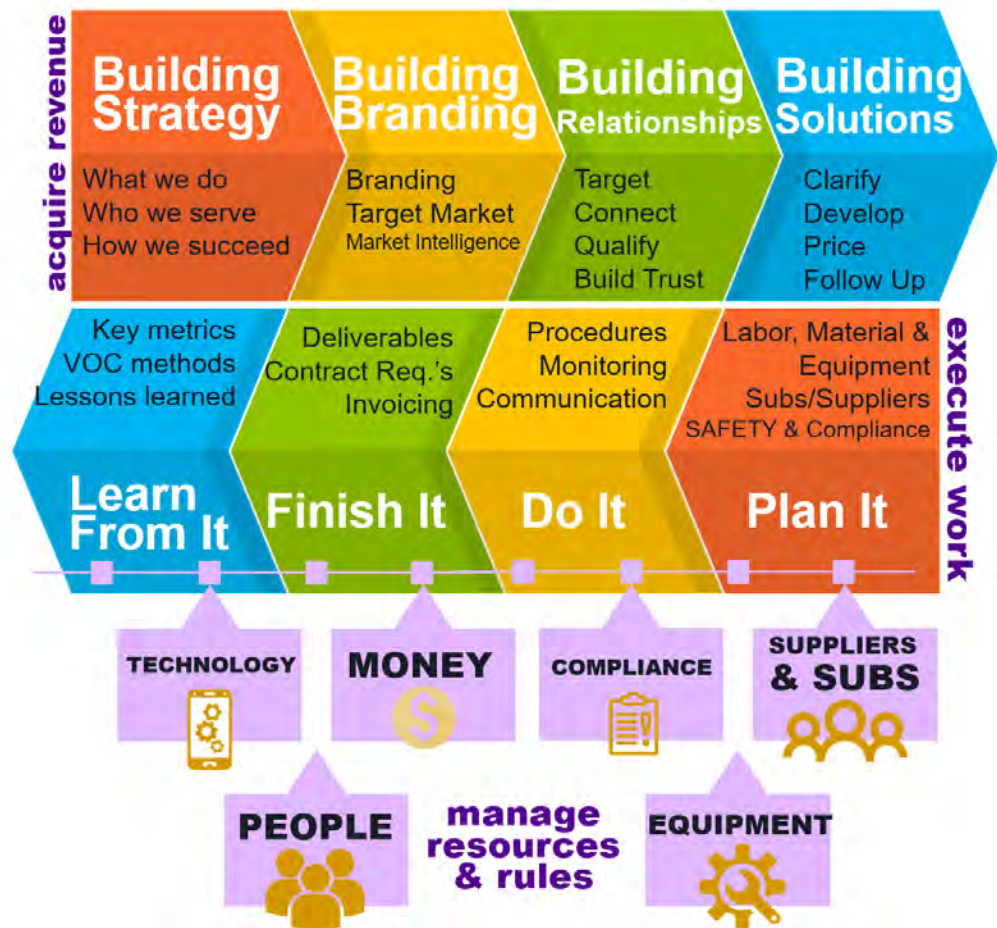 acquire revenue
Building
Strategy
What we do
Who we serve
How we succeed
Building
Branding
Branding
Target Market
Market Intelligence
Building
Relationships
Target
Connect
Qualify
Build Trust
Building
Solutions
Clarify
Develop
Price
Follow Up
execute work
Labor, Material &
Equipment
Subs/Suppliers
SAFETY & Compliance
Plan It
Procedures
Monitoring
Communication
Do It
Deliverables
Contract Req.'s
Invoicing
Finish It
Key metrics
VOC methods
Lessons learned
Learn
From It
TECHNOLOGY
MONEY
$
COMPLIANCE
!
SUPPLIERS
& SUBS
PEOPLE
manage
resources
& rules
EQUIPMENT